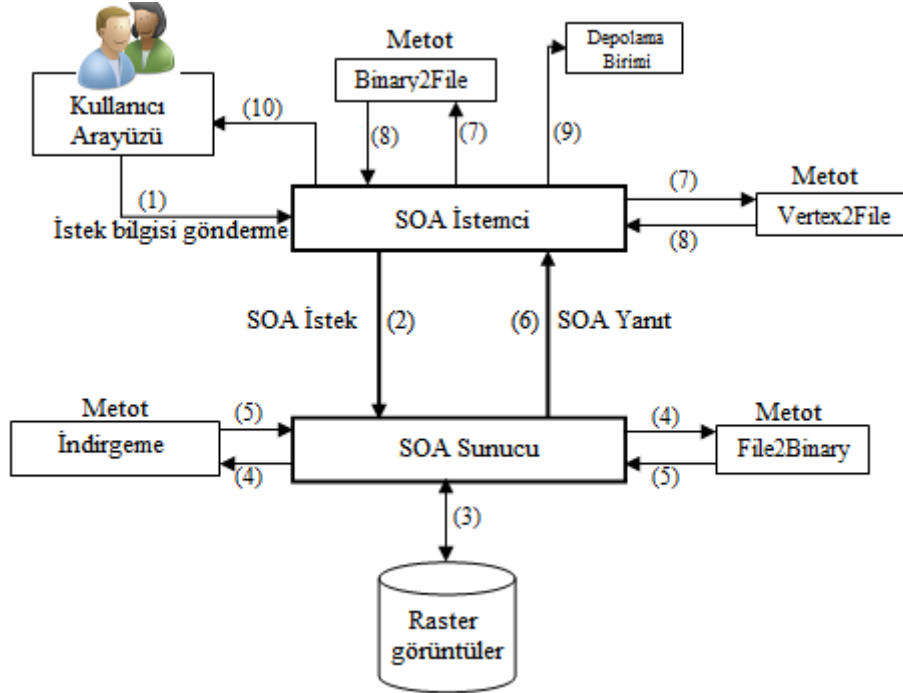 Kullanıcı
Arayüzü
(10)
Metot
Binary2File
(8)
(7)
Depolama
Birimi
(9)
(1)
İstek bilgisi gönderme
SOA İstemci
(7)
(8)
Metot
Vertex2File
SOA İstek
(2)
(6)
SOA Yanıt
Metot
İndirgeme
(5)
(4)
SOA Sunucu
(4)
(5)
Metot
File2Binary
(3)
Raster
görüntüler